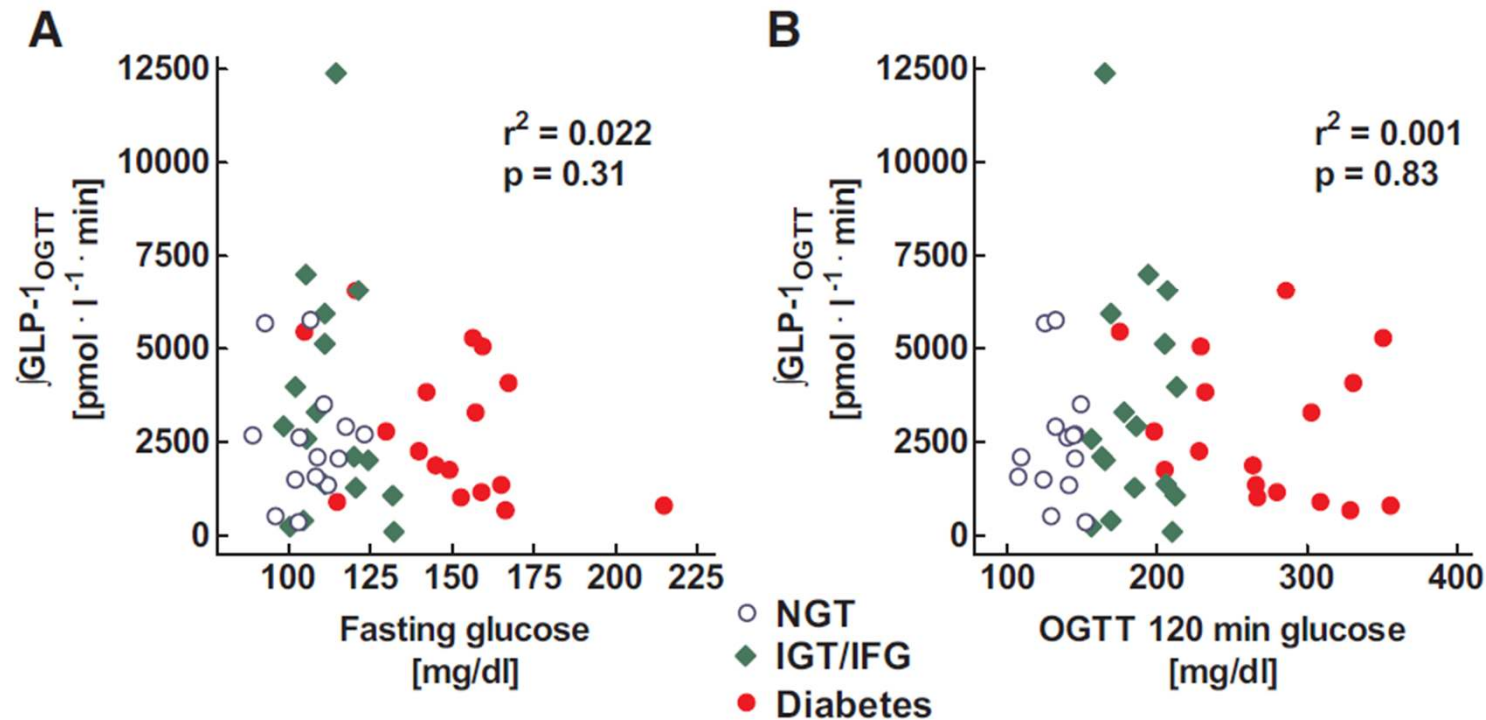 A
∫GLP-1OGTT
[pmol · l-1 · min]
12500
10000
7500
5000
2500
0
r2 = 0.022
p = 0.31
100 125 150 175 200 225
Fasting glucose
[mg/dl]
B
∫GLP-1OGTT
[pmol · l-1 · min]
12500
10000
7500
5000
2500
0
r2 = 0.001
p = 0.83
100 200 300 400
OGTT 120 min glucose
[mg/dl]
NGT
IGT/IFG
Diabetes